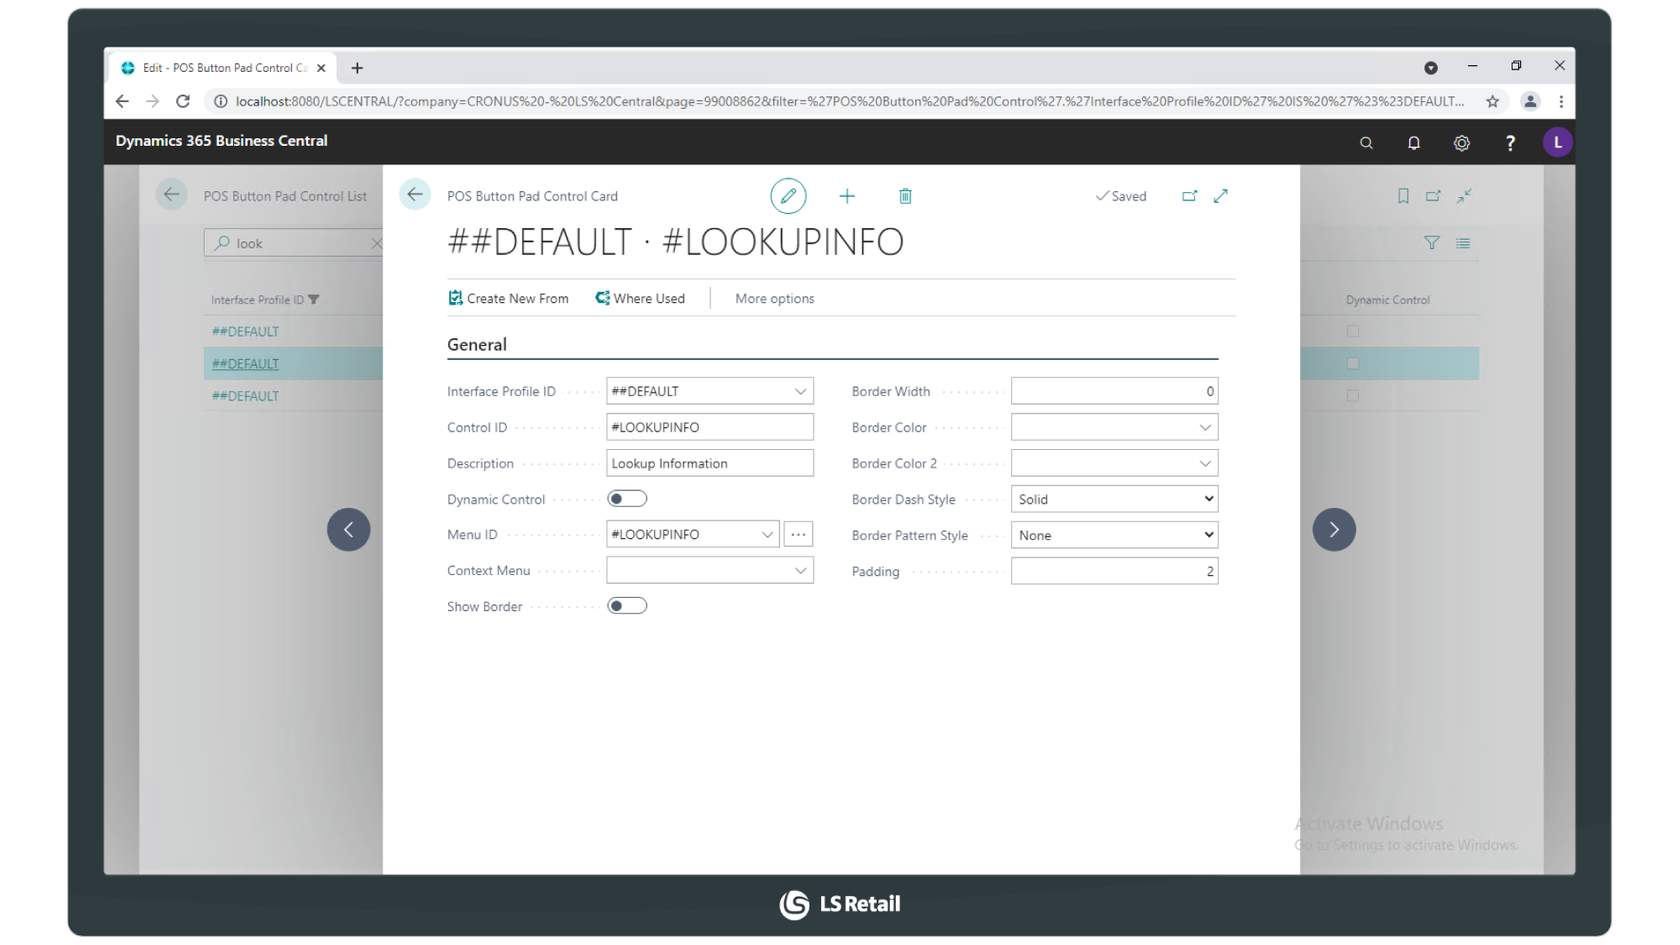 Edit - POS Button Pad Control C
localhost:8080/LSCENTRAL/?company=CRONUS%20-%20LS%20Central&page=99008862&filter=%27POS%20Button%20Pad%20Control%27.%27Interface%20Profile%20ID%27%20IS%20%27%23%23DEFAULT...
Dynamics 365 Business Central
?
L
POS Button Pad Control List
POS Button Pad Control Card
Saved
look
##DEFAULT · #LOOKUPINFO
Create New From
Where Used
More options
Interface Profile ID
Dynamic Control
##DEFAULT
##DEFAULT
##DEFAULT
General
Interface Profile ID
##DEFAULT
Border Width
0
Control ID
#LOOKUPINFO
Border Color
Description
Lookup Information
Border Color 2
Dynamic Control
Border Dash Style
Solid
Menu ID
#LOOKUPINFO
...
Border Pattern Style
None
Context Menu
Padding
2
Show Border
Activate Windows
Go to Settings to activate Windows.
LS Retail